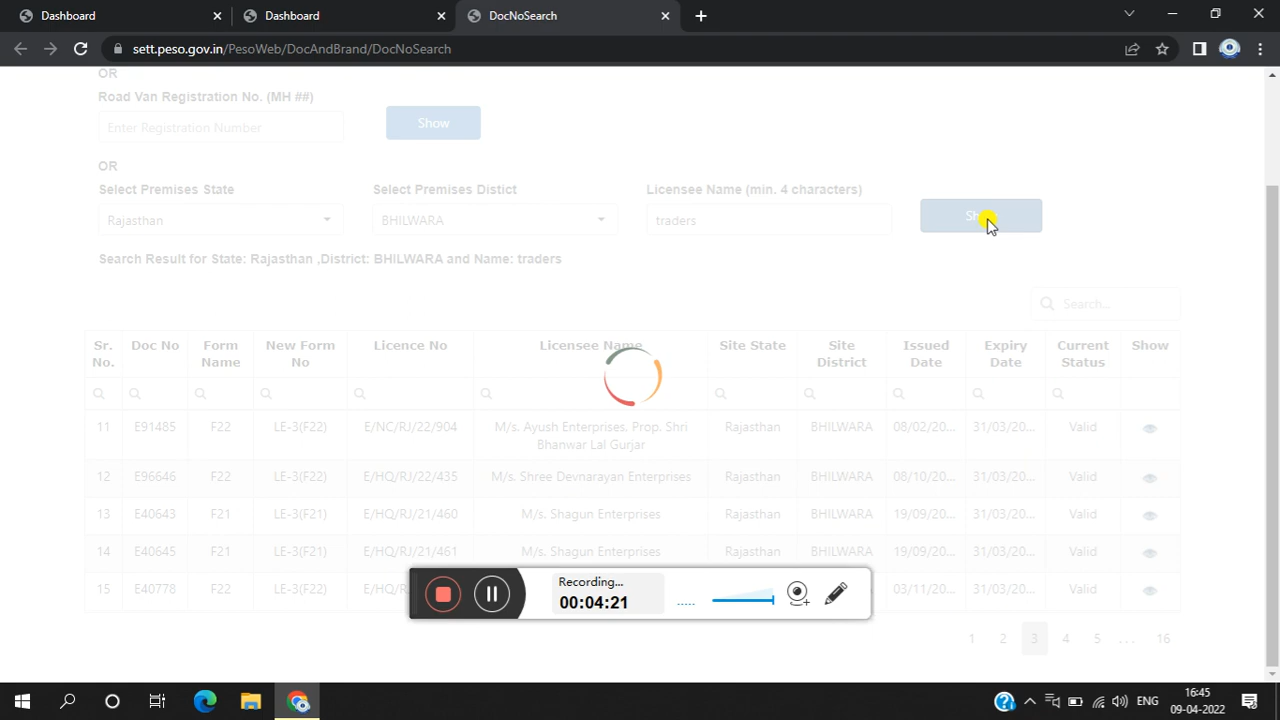 Dashboard
Dashboard
DocNoSearch
sett.peso.gov.in/PesoWeb/DocAndBrand/DocNoSearch
OR
Road Van Registration No. (MH ##)
Enter Registration Number
Show
OR
Select Premises State
Select Premises Distict
Licensee Name (min. 4 characters)
Rajasthan
BHILWARA
traders
Search Result for State: Rajasthan ,District: BHILWARA and Name: traders
Search...
Sr. No. Doc No Form Name New Form No Licence No Licensee Name Site State Site District Issued Date Expiry Date Current Status Show
11 E91485 F22 LE-3(F22) E/NC/RJ/22/904 M/s. Ayush Enterprises. Prop. Shri Bhanwar Lal Gurjar Rajasthan BHILWARA 08/02/20... 31/03/20... Valid
12 E96646 F22 LE-3(F22) E/HQ/RJ/22/435 M/s. Shree Devnarayan Enterprises Rajasthan BHILWARA 08/10/20... 31/03/20... Valid
13 E40643 F21 LE-3(F21) E/HQ/RJ/21/460 M/s. Shagun Enterprises Rajasthan BHILWARA 19/09/20... 31/03/20... Valid
14 E40645 F21 LE-3(F21) E/HQ/RJ/21/461 M/s. Shagun Enterprises Rajasthan BHILWARA 19/09/20... 31/03/20... Valid
15 E40778 F22 LE-3(F22) 03/11/20... 31/03/20... Valid
Recording...
00:04:21
1 2 3 4 5 ... 16
ENG
16:45
09-04-2022